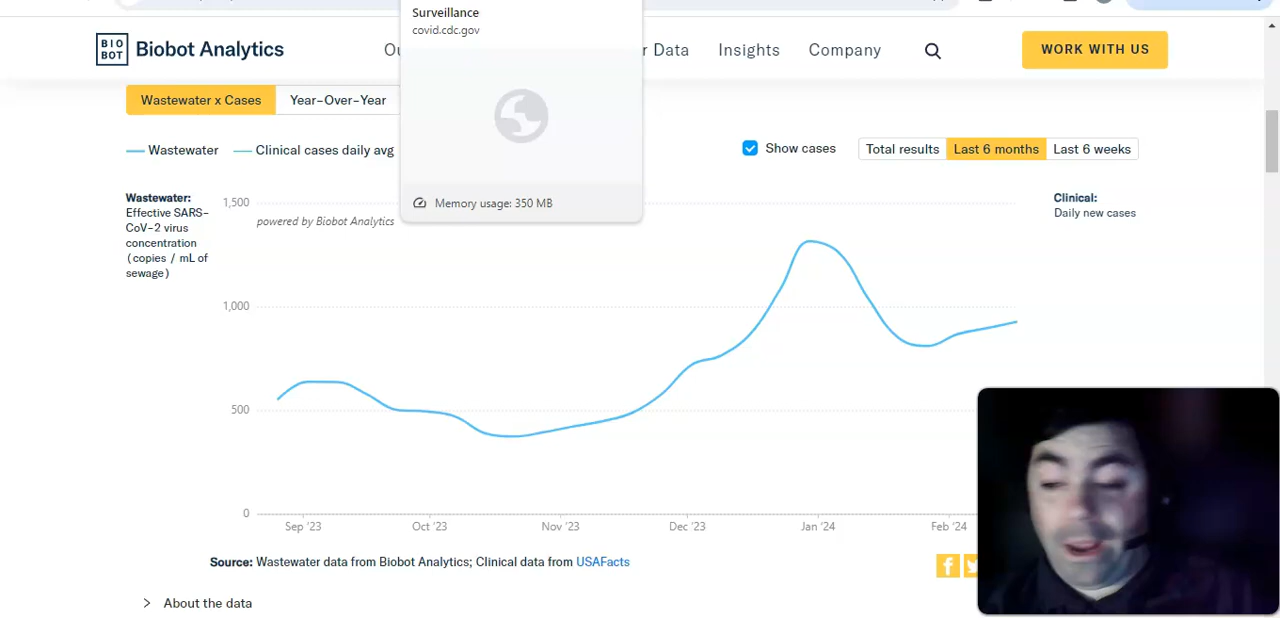 Surveillance
covid.cdc.gov
BIO
BOT
Biobot Analytics
Ou
r Data
Insights
Company
WORK WITH US
Wastewater x Cases
Year-Over-Year
Wastewater
Clinical cases daily avg
Memory usage: 350 MB
Show cases
Total results
Last 6 months
Last 6 weeks
Wastewater:
Effective SARS-
CoV-2 virus
concentration
(copies / mL of
sewage)
1,500
powered by Biobot Analytics
Clinical:
Daily new cases
1,000
500
0
Sep '23
Oct '23
Nov '23
Dec '23
Jan '24
Feb '24
Source: Wastewater data from Biobot Analytics; Clinical data from USAFacts
About the data